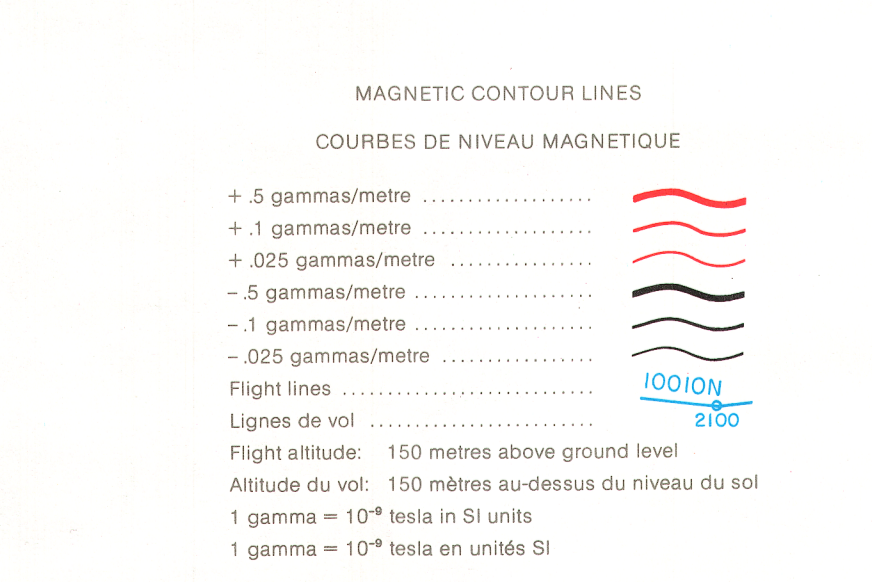 MAGNETIC CONTOUR LINES
COURBES DE NIVEAU MAGNETIQUE
+ .5 gammas/metre ...................
+ .1 gammas/metre ...................
+ .025 gammas/metre ................
– .5 gammas/metre ....................
– .1 gammas/metre ....................
– .025 gammas/metre .................
Flight lines ............................ 10010N
Lignes de vol ......................... 2100
Flight altitude: 150 metres above ground level
Altitude du vol: 150 mètres au-dessus du niveau du sol
1 gamma = 10⁻⁹ tesla in SI units
1 gamma = 10⁻⁹ tesla en unités SI